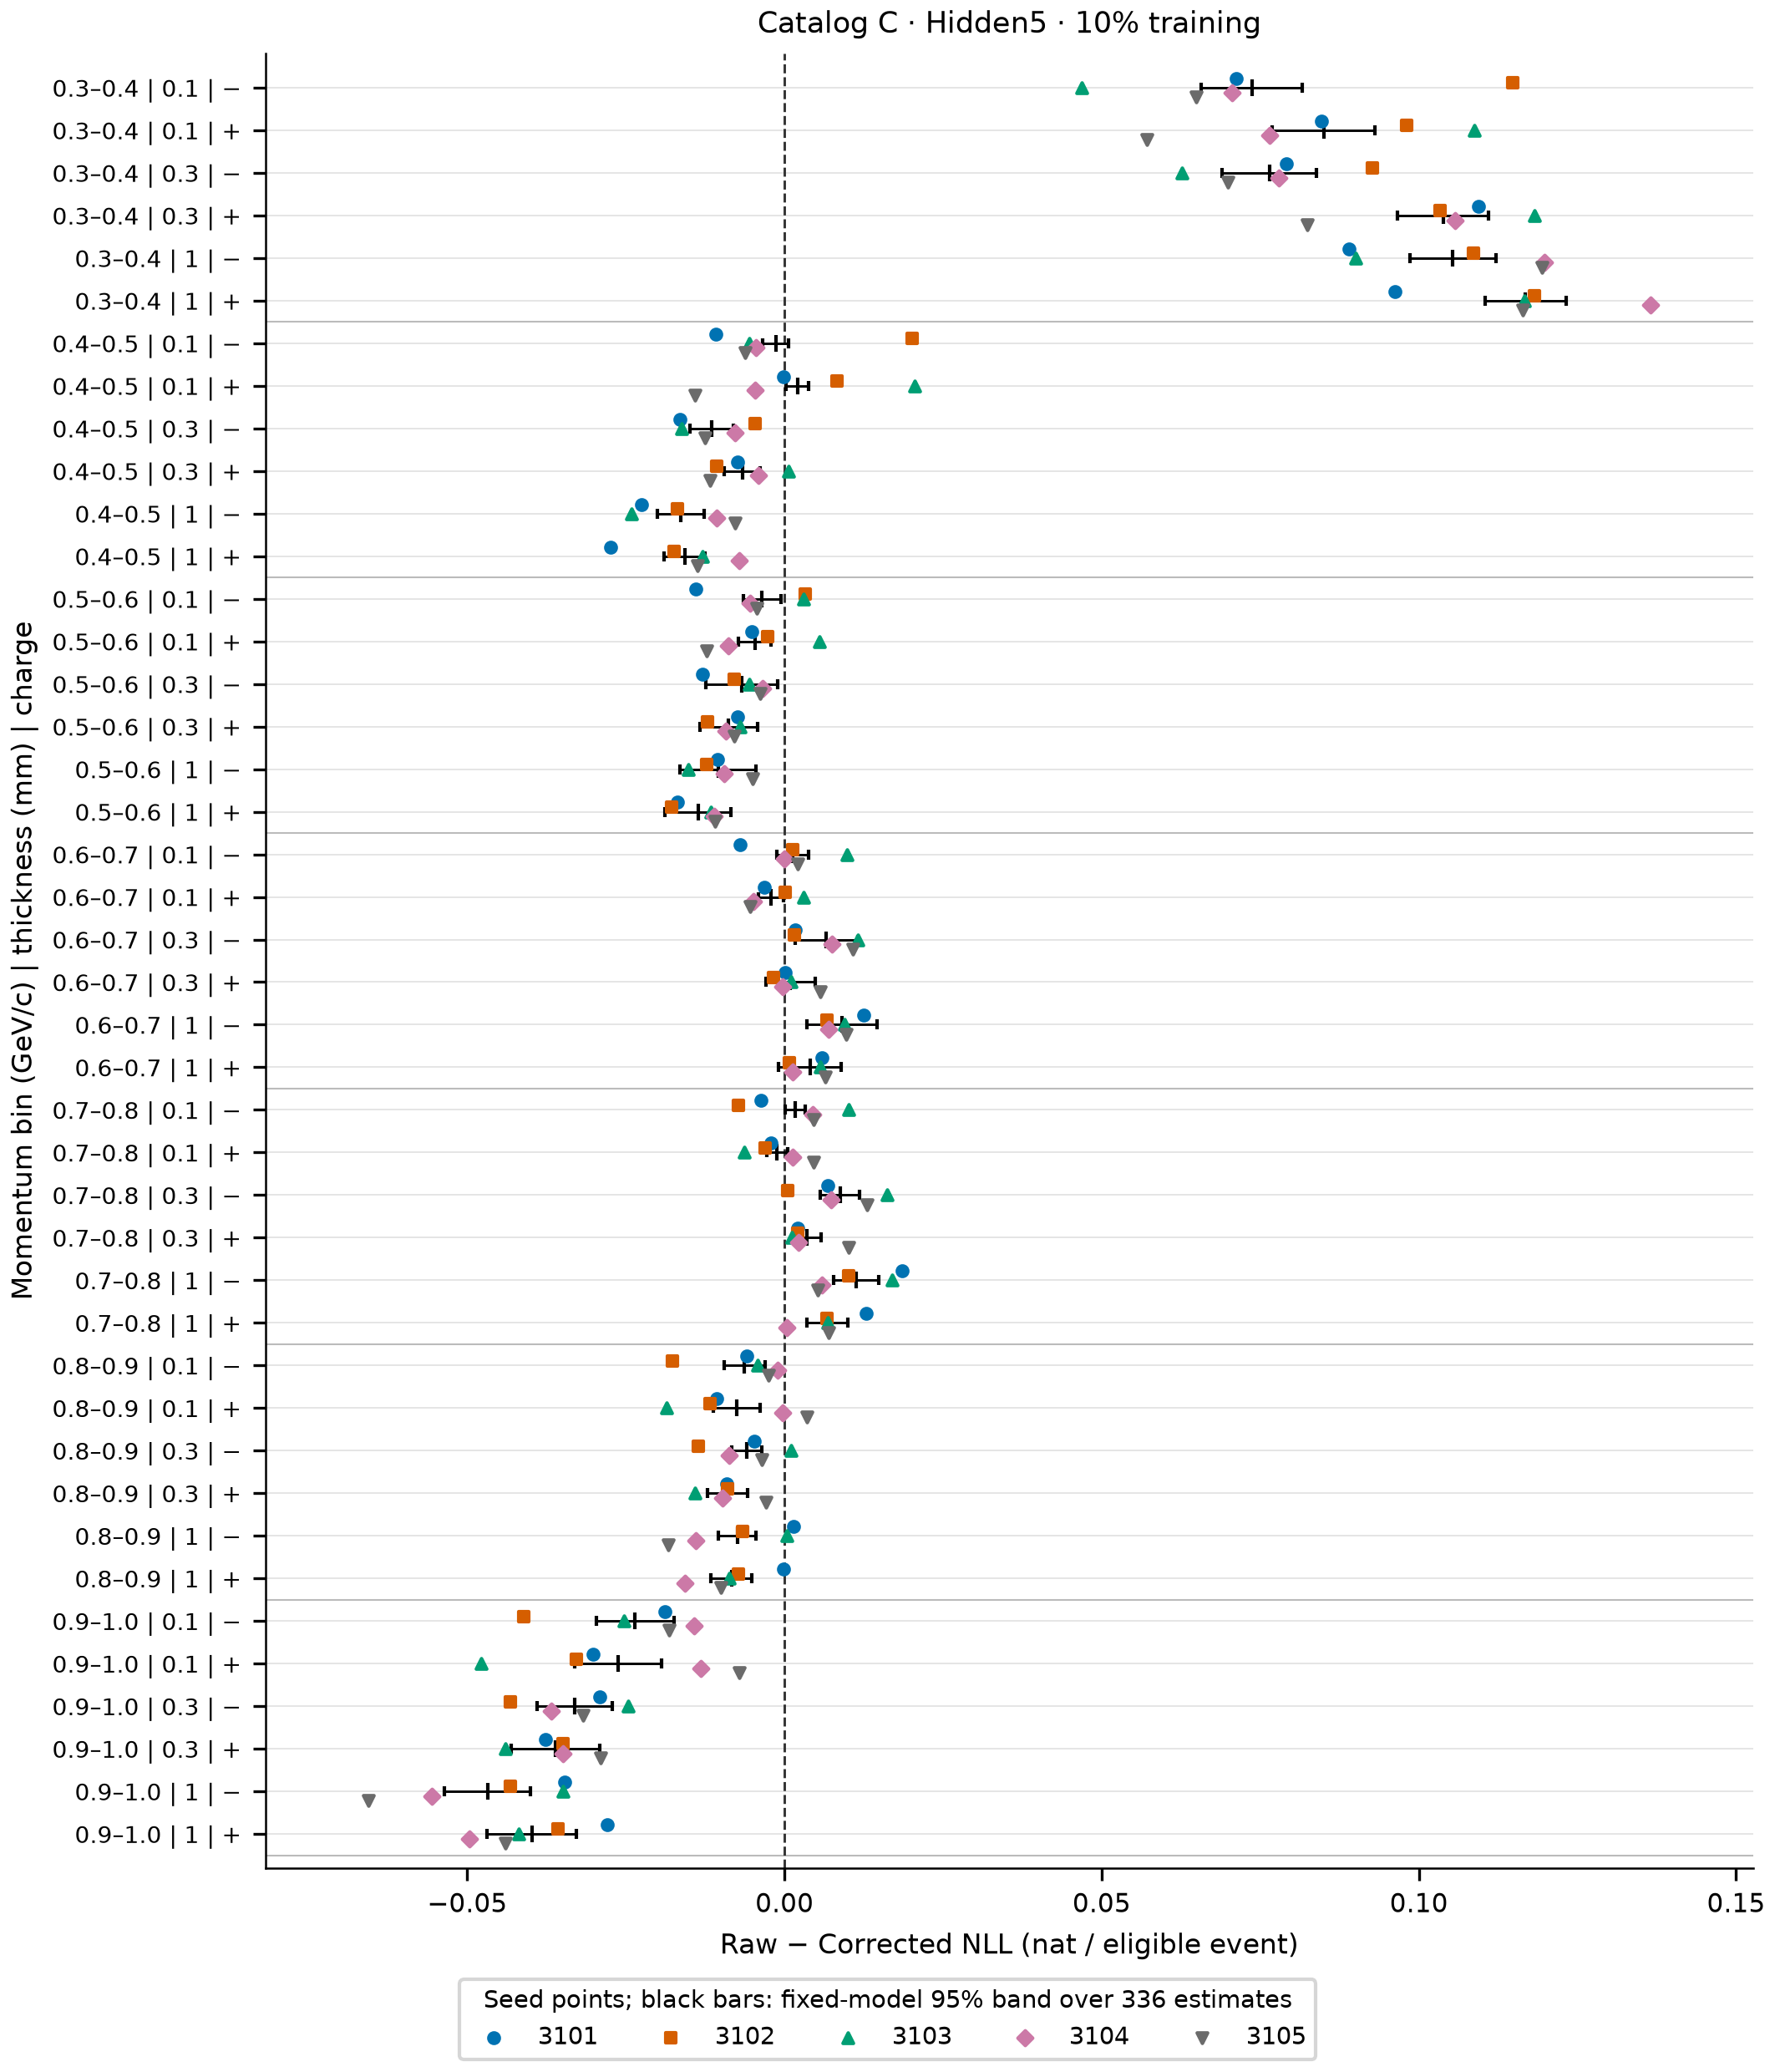 Catalog C · Hidden5 · 10% training
Momentum bin (GeV/c) | thickness (mm) | charge
0.3–0.4 | 0.1 | −
0.3–0.4 | 0.1 | +
0.3–0.4 | 0.3 | −
0.3–0.4 | 0.3 | +
0.3–0.4 | 1 | −
0.3–0.4 | 1 | +
0.4–0.5 | 0.1 | −
0.4–0.5 | 0.1 | +
0.4–0.5 | 0.3 | −
0.4–0.5 | 0.3 | +
0.4–0.5 | 1 | −
0.4–0.5 | 1 | +
0.5–0.6 | 0.1 | −
0.5–0.6 | 0.1 | +
0.5–0.6 | 0.3 | −
0.5–0.6 | 0.3 | +
0.5–0.6 | 1 | −
0.5–0.6 | 1 | +
0.6–0.7 | 0.1 | −
0.6–0.7 | 0.1 | +
0.6–0.7 | 0.3 | −
0.6–0.7 | 0.3 | +
0.6–0.7 | 1 | −
0.6–0.7 | 1 | +
0.7–0.8 | 0.1 | −
0.7–0.8 | 0.1 | +
0.7–0.8 | 0.3 | −
0.7–0.8 | 0.3 | +
0.7–0.8 | 1 | −
0.7–0.8 | 1 | +
0.8–0.9 | 0.1 | −
0.8–0.9 | 0.1 | +
0.8–0.9 | 0.3 | −
0.8–0.9 | 0.3 | +
0.8–0.9 | 1 | −
0.8–0.9 | 1 | +
0.9–1.0 | 0.1 | −
0.9–1.0 | 0.1 | +
0.9–1.0 | 0.3 | −
0.9–1.0 | 0.3 | +
0.9–1.0 | 1 | −
0.9–1.0 | 1 | +
−0.05 0.00 0.05 0.10 0.15
Raw − Corrected NLL (nat / eligible event)
Seed points; black bars: fixed-model 95% band over 336 estimates
3101 3102 3103 3104 3105